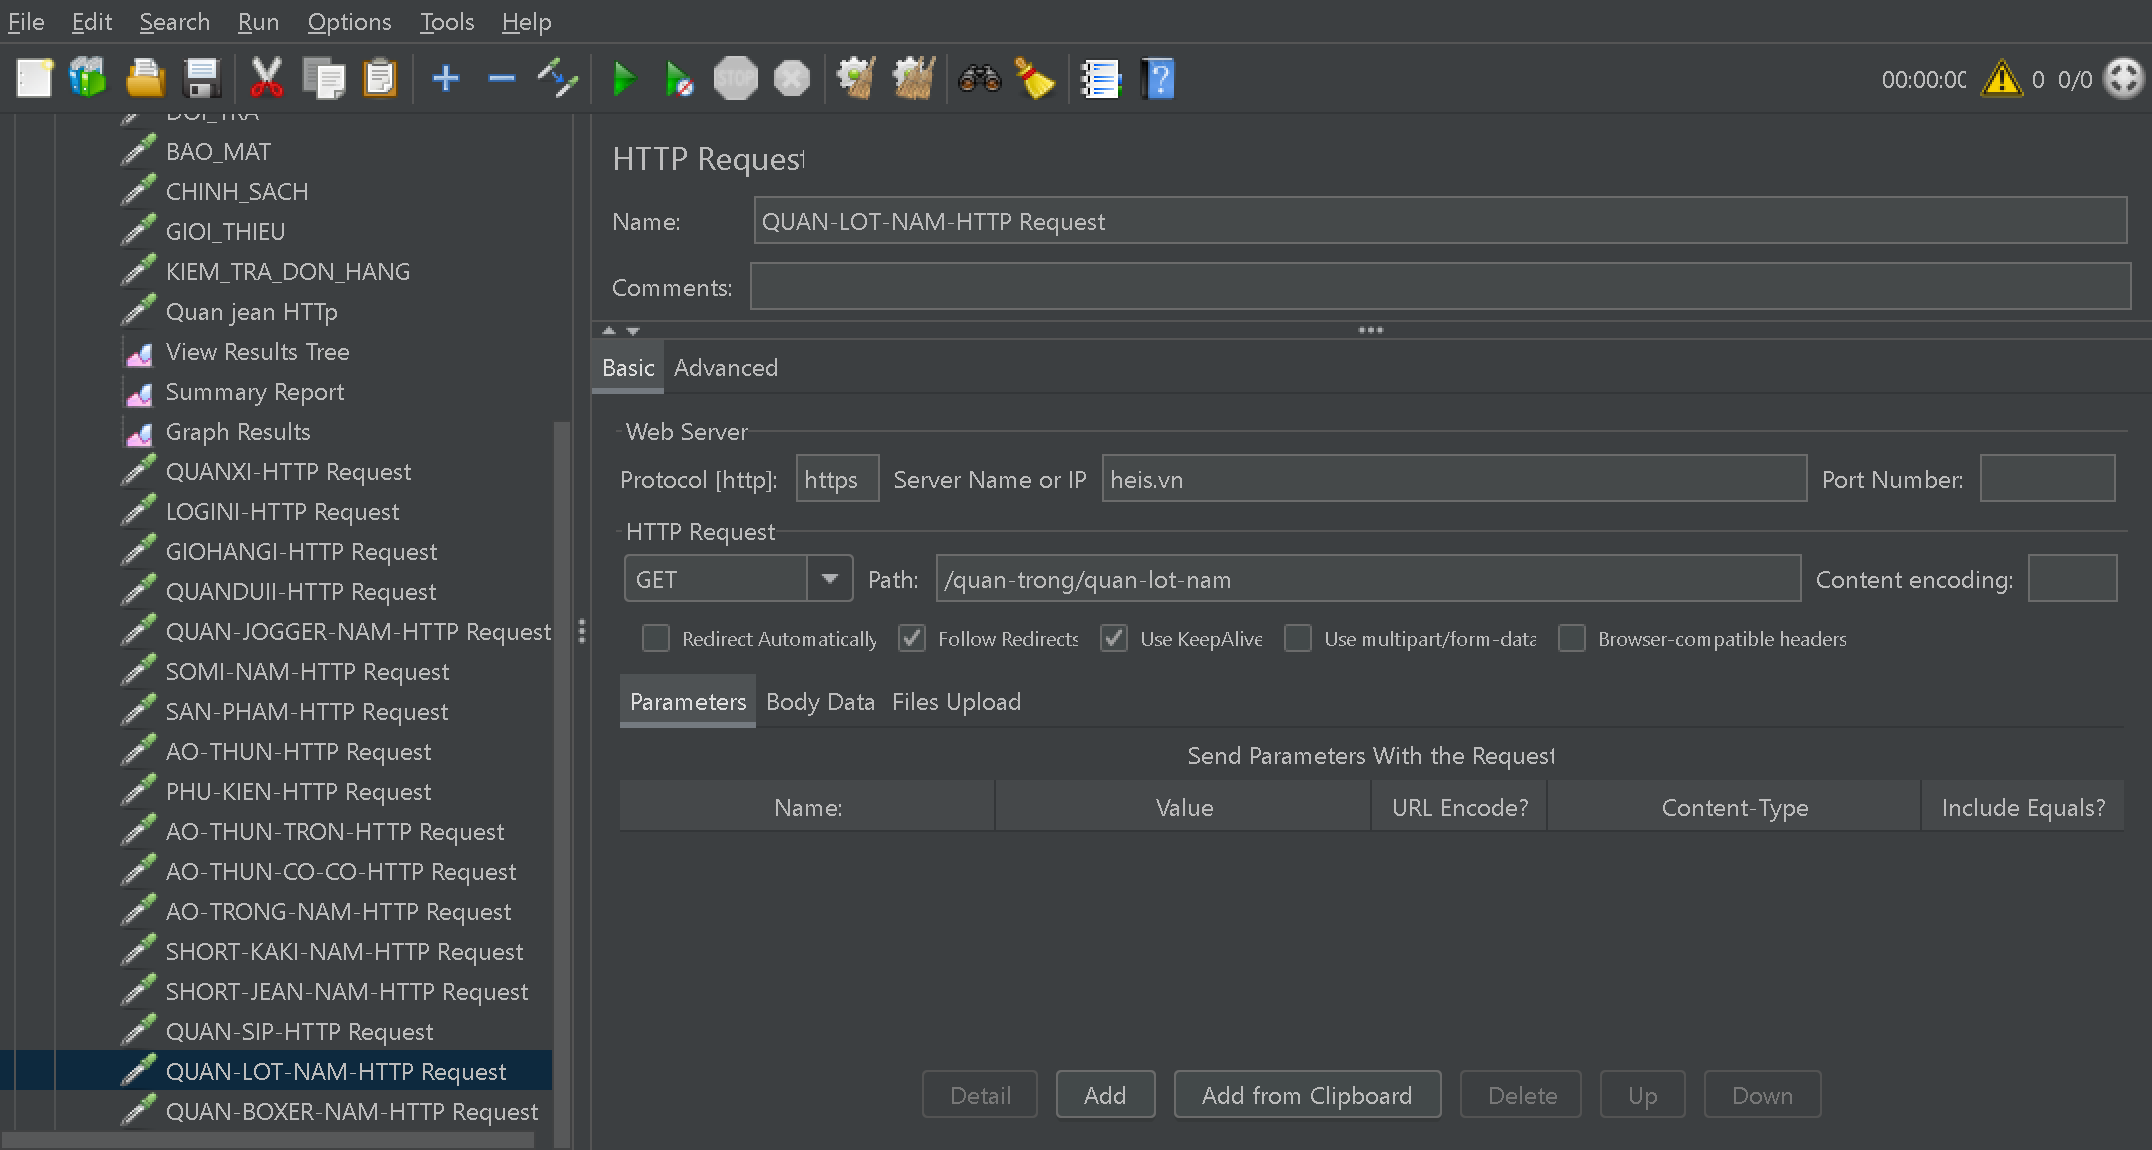 File Edit Search Run Options Tools Help
STOP
00:00:00 0 0/0
DOI_TRA
BAO_MAT
CHINH_SACH
GIOI_THIEU
KIEM_TRA_DON_HANG
Quan jean HTTp
View Results Tree
Summary Report
Graph Results
QUANXI-HTTP Request
LOGINI-HTTP Request
GIOHANGI-HTTP Request
QUANDUII-HTTP Request
QUAN-JOGGER-NAM-HTTP Request
SOMI-NAM-HTTP Request
SAN-PHAM-HTTP Request
AO-THUN-HTTP Request
PHU-KIEN-HTTP Request
AO-THUN-TRON-HTTP Request
AO-THUN-CO-CO-HTTP Request
AO-TRONG-NAM-HTTP Request
SHORT-KAKI-NAM-HTTP Request
SHORT-JEAN-NAM-HTTP Request
QUAN-SIP-HTTP Request
QUAN-LOT-NAM-HTTP Request
QUAN-BOXER-NAM-HTTP Request
HTTP Request
Name: QUAN-LOT-NAM-HTTP Request
Comments:
Basic Advanced
Web Server
Protocol [http]: https Server Name or IP heis.vn Port Number:
HTTP Request
GET Path: /quan-trong/quan-lot-nam Content encoding:
Redirect Automatically Follow Redirects Use KeepAlive Use multipart/form-data Browser-compatible headers
Parameters Body Data Files Upload
Send Parameters With the Request
Name: Value URL Encode? Content-Type Include Equals?
Detail Add Add from Clipboard Delete Up Down